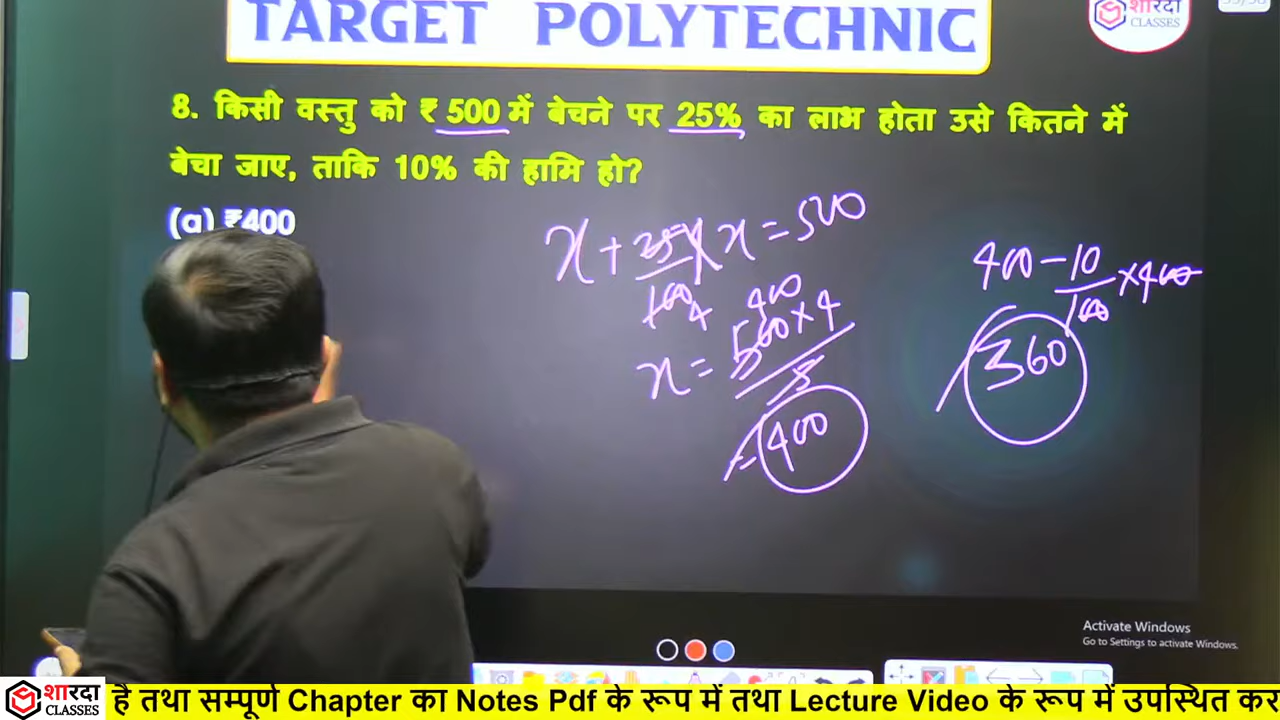 TARGET POLYTECHNIC
शारदा
CLASSES
8. किसी वस्तु को ₹ 500 में बेचने पर 25% का लाभ होता उसे कितने में
बेचा जाए, ताकि 10% की हामि हो?
(a) ₹400
x + 25/100 × x = 500
4
400
x = 500×4/5
= 400
400 - 10/100 × 400
360
Activate Windows
Go to Settings to activate Windows.
शारदा
CLASSES
है तथा सम्पूर्ण Chapter का Notes Pdf के रूप में तथा Lecture Video के रूप में उपस्थित कर